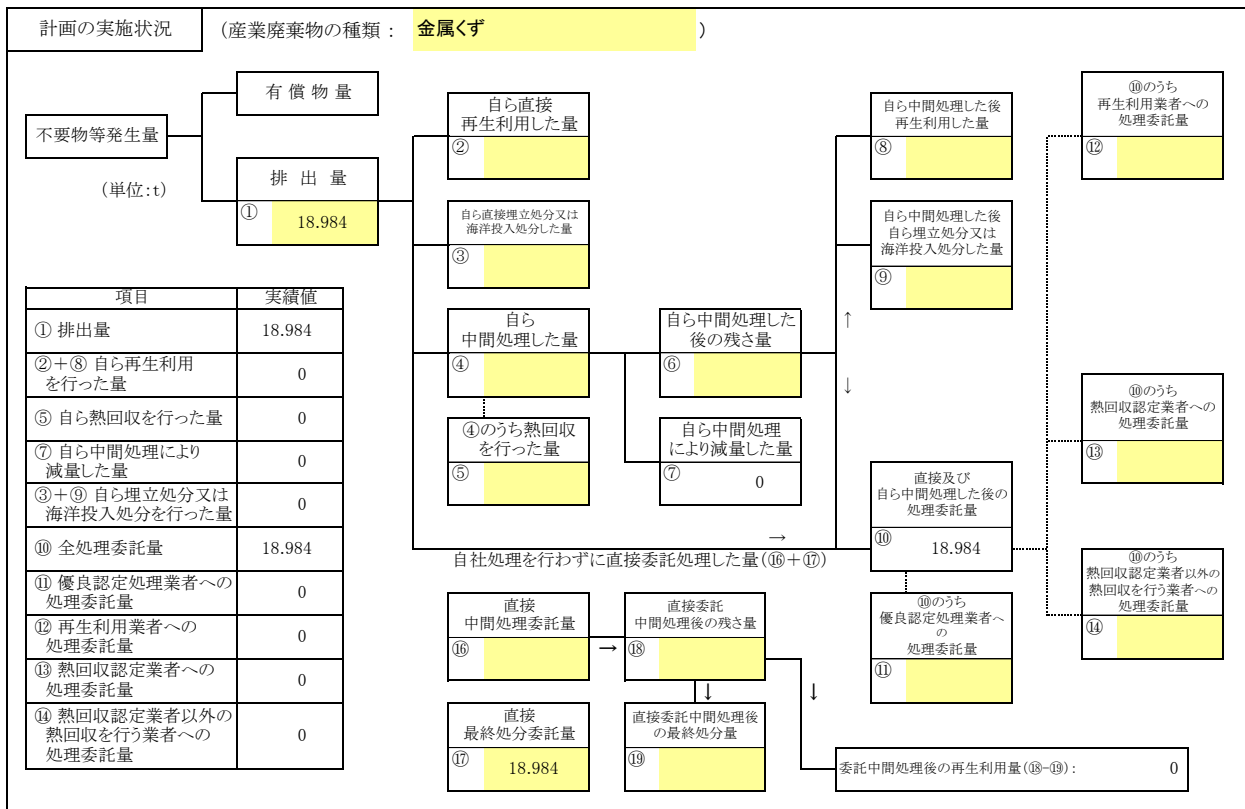 計画の実施状況
(産業廃棄物の種類： 金属くず )
不要物等発生量
(単位:t)
有償物量
排 出 量
① 18.984
自ら直接
再生利用した量
②
自ら直接埋立処分又は
海洋投入処分した量
③
自ら
中間処理した量
④
④のうち熱回収
を行った量
⑤
自ら中間処理した
後の残さ量
⑥
自ら中間処理
により減量した量
⑦ 0
自ら中間処理した後
再生利用した量
⑧
自ら中間処理した後
自ら埋立処分又は
海洋投入処分した量
⑨
↑
↓
直接及び
自ら中間処理した後の
処理委託量
⑩ 18.984
⑩のうち
再生利用業者への
処理委託量
⑫
⑩のうち
熱回収認定業者への
処理委託量
⑬
⑩のうち
熱回収認定業者以外の
熱回収を行う業者への
処理委託量
⑭
→
自社処理を行わずに直接委託処理した量(⑯＋⑰)
直接
中間処理委託量
⑯
→
直接委託
中間処理後の残さ量
⑱
↓
↓
⑩のうち
優良認定処理業者へ
の
処理委託量
⑪
直接
最終処分委託量
⑰ 18.984
直接委託中間処理後
の最終処分量
⑲
委託中間処理後の再生利用量(⑱-⑲)： 0
項目 実績値
① 排出量 18.984
②＋⑧ 自ら再生利用
を行った量 0
⑤ 自ら熱回収を行った量 0
⑦ 自ら中間処理により
減量した量 0
③＋⑨ 自ら埋立処分又は
海洋投入処分を行った量 0
⑩ 全処理委託量 18.984
⑪ 優良認定処理業者への
処理委託量 0
⑫ 再生利用業者への
処理委託量 0
⑬ 熱回収認定業者への
処理委託量 0
⑭ 熱回収認定業者以外の
熱回収を行う業者への
処理委託量 0